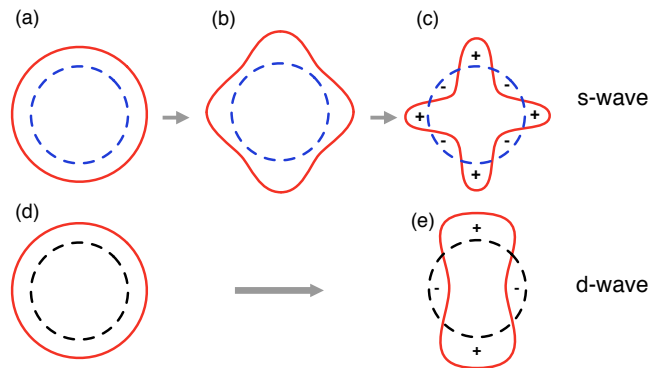 (a) (b) (c)
+
- -
+ + s-wave
- -
+
(d) (e)
+
- - d-wave
+